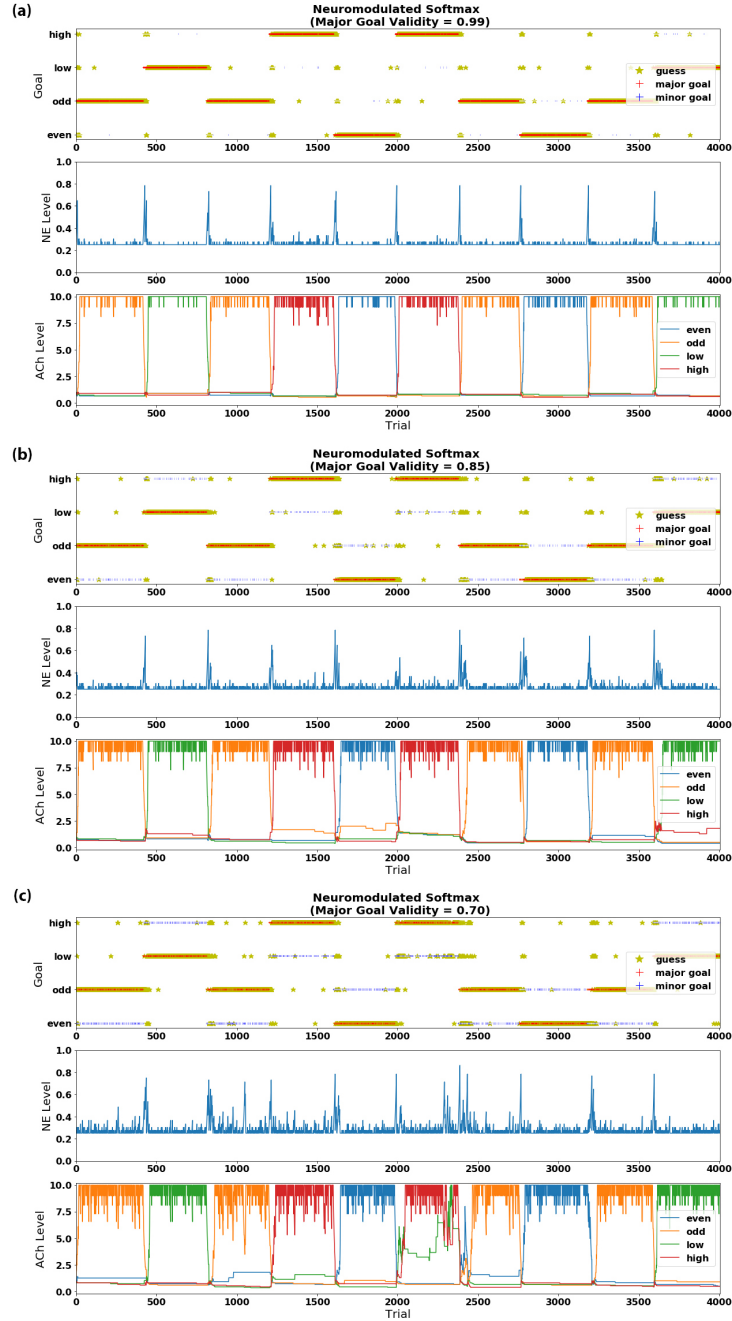 (a)
Neuromodulated Softmax
(Major Goal Validity = 0.99)
high
low
odd
even
Goal
guess
major goal
minor goal
0 500 1000 1500 2000 2500 3000 3500 4000
1.0
0.8
0.6
0.4
0.2
0.0
NE Level
0 500 1000 1500 2000 2500 3000 3500 4000
10.0
7.5
5.0
2.5
0.0
ACh Level
even
odd
low
high
0 500 1000 1500 2000 2500 3000 3500 4000
Trial
(b)
Neuromodulated Softmax
(Major Goal Validity = 0.85)
high
low
odd
even
Goal
guess
major goal
minor goal
0 500 1000 1500 2000 2500 3000 3500 4000
1.0
0.8
0.6
0.4
0.2
0.0
NE Level
0 500 1000 1500 2000 2500 3000 3500 4000
10.0
7.5
5.0
2.5
0.0
ACh Level
even
odd
low
high
0 500 1000 1500 2000 2500 3000 3500 4000
Trial
(c)
Neuromodulated Softmax
(Major Goal Validity = 0.70)
high
low
odd
even
Goal
guess
major goal
minor goal
0 500 1000 1500 2000 2500 3000 3500 4000
1.0
0.8
0.6
0.4
0.2
0.0
NE Level
0 500 1000 1500 2000 2500 3000 3500 4000
10.0
7.5
5.0
2.5
0.0
ACh Level
even
odd
low
high
0 500 1000 1500 2000 2500 3000 3500 4000
Trial